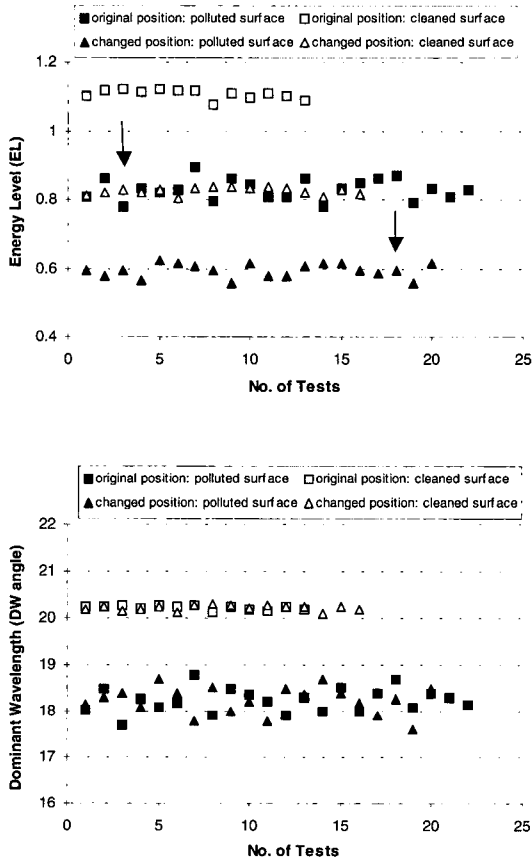 original position: polluted surface original position: cleaned surface
changed position: polluted surface changed position: cleaned surface
1.2
1
0.8
0.6
0.4
Energy Level (EL)
0 5 10 15 20 25
No. of Tests
original position: polluted surface original position: cleaned surface
changed position: polluted surface changed position: cleaned surface
22
21
20
19
18
17
16
Dominant Wavelength (DW angle)
0 5 10 15 20 25
No. of Tests